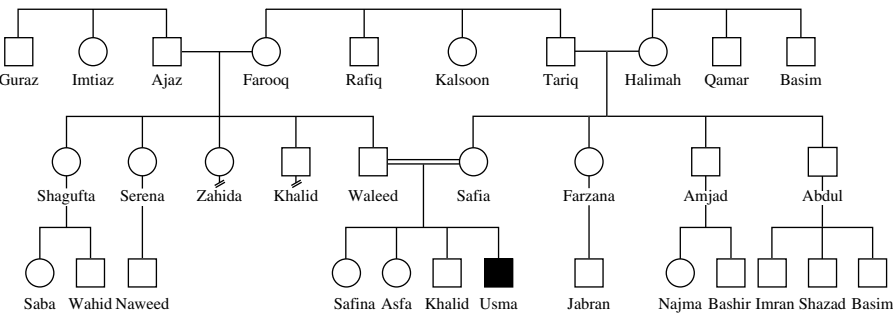 Guraz Imtiaz Ajaz Farooq Rafiq Kalsoon Tariq Halimah Qamar Basim
Shagufta Serena Zahida Khalid Waleed Safia Farzana Amjad Abdul
Saba Wahid Naweed Safina Asfa Khalid Usma Jabran Najma Bashir Imran Shazad Basim